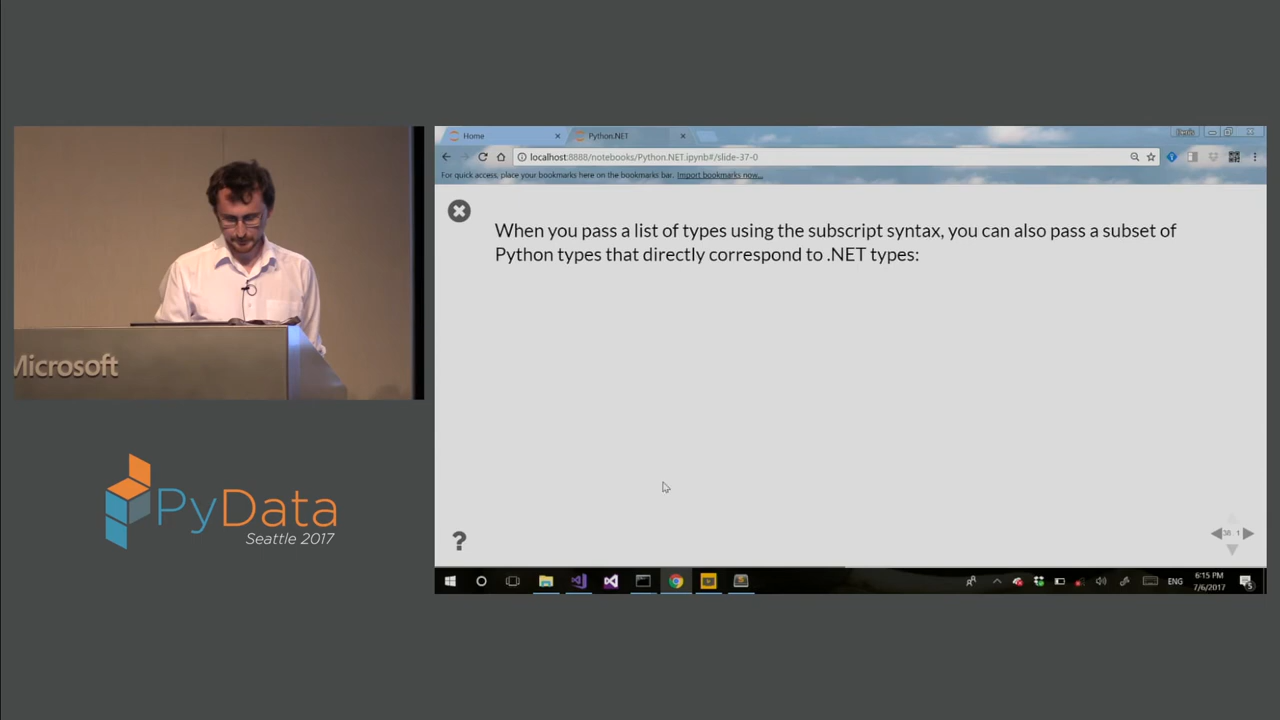 Home
Python.NET
localhost:8888/notebooks/Python.NET.ipynb#/slide-37-0
For quick access, place your bookmarks here on the bookmarks bar. Import bookmarks now...
When you pass a list of types using the subscript syntax, you can also pass a subset of
Python types that directly correspond to .NET types:
Microsoft
PyData
Seattle 2017
?
38.1
ENG
6:15 PM
7/6/2017